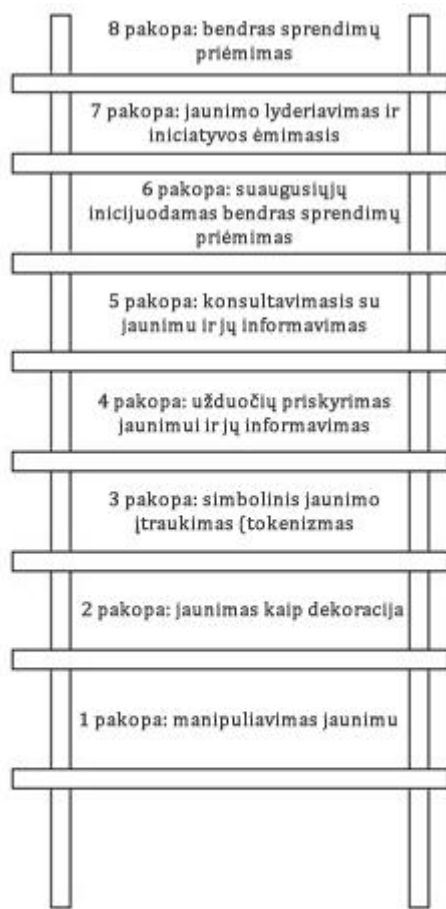 8 pakopa: bendras sprendimų
priėmimas
7 pakopa: jaunimo lyderiavimas ir
iniciatyvos ėmimasis
6 pakopa: suaugusiųjų
inicijuodamas bendras sprendimų
priėmimas
5 pakopa: konsultavimasis su
jaunimu ir jų informavimas
4 pakopa: užduočių priskyrimas
jaunimui ir jų informavimas
3 pakopa: simbolinis jaunimo
įtraukimas (tokenizmas
2 pakopa: jaunimas kaip dekoracija
1 pakopa: manipuliavimas jaunimu